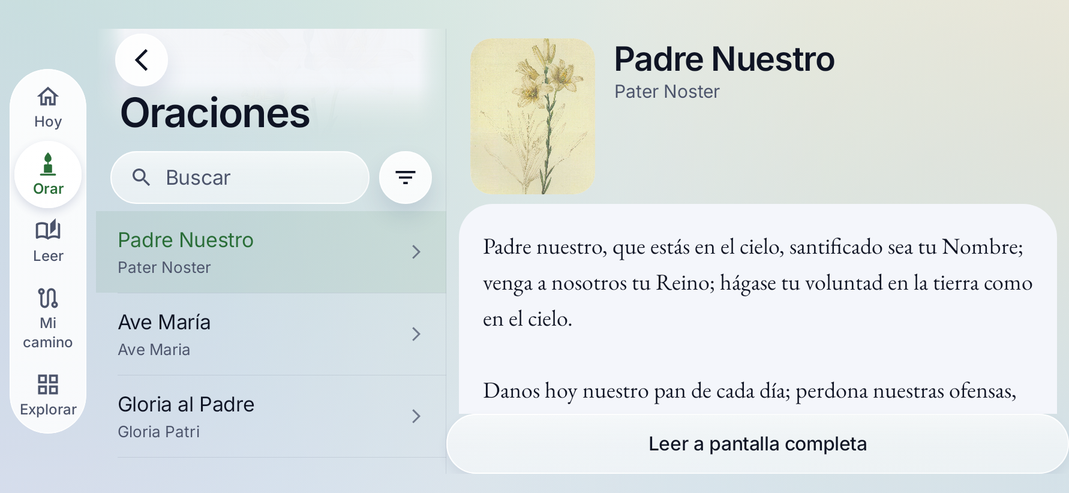 Hoy
Orar
Leer
Mi
camino
Explorar
Oraciones
Buscar
Padre Nuestro
Pater Noster
Ave María
Ave Maria
Gloria al Padre
Gloria Patri
Padre Nuestro
Pater Noster
Padre nuestro, que estás en el cielo, santificado sea tu Nombre;
venga a nosotros tu Reino; hágase tu voluntad en la tierra como
en el cielo.
Danos hoy nuestro pan de cada día; perdona nuestras ofensas,
Leer a pantalla completa